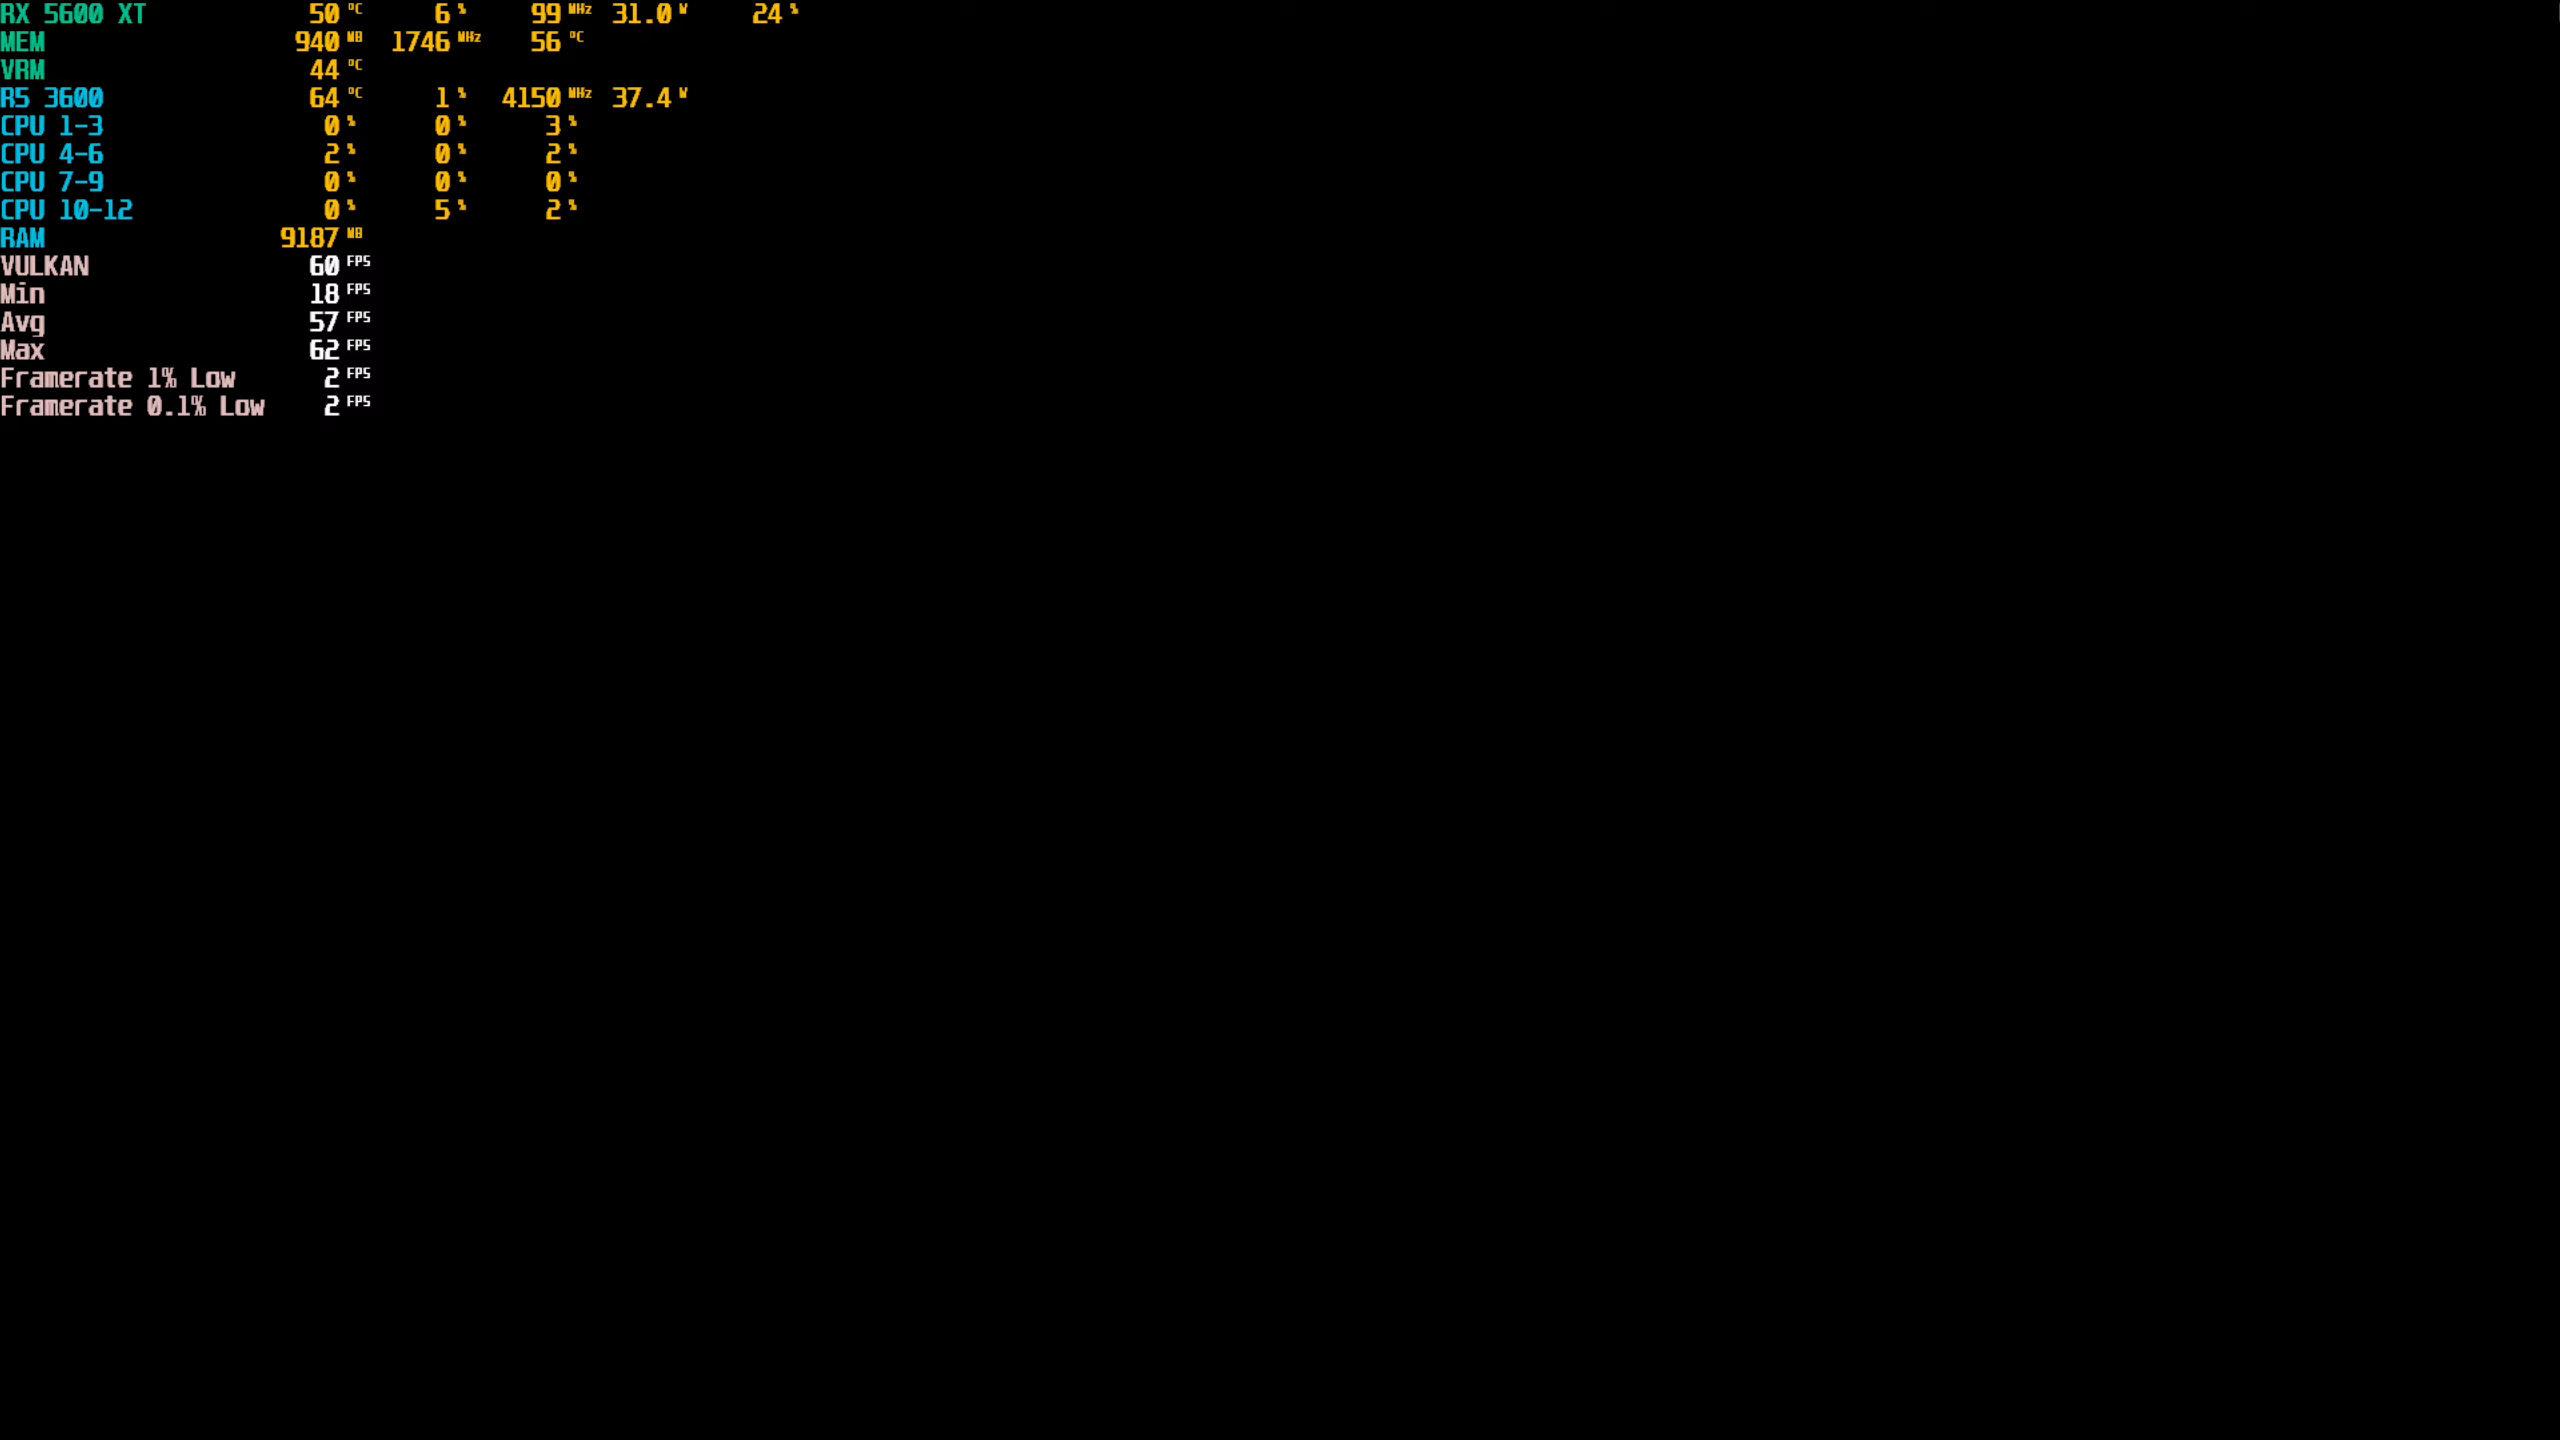 RX 5600 XT 50 °C 6 % 99 MHz 31.0 W 24 %
MEM 940 MB 1746 MHz 56 °C
VRM 44 °C
R5 3600 64 °C 1 % 4150 MHz 37.4 W
CPU 1-3 0 % 0 % 3 %
CPU 4-6 2 % 0 % 2 %
CPU 7-9 0 % 0 % 0 %
CPU 10-12 0 % 5 % 2 %
RAM 9187 MB
VULKAN 60 FPS
Min 18 FPS
Avg 57 FPS
Max 62 FPS
Framerate 1% Low 2 FPS
Framerate 0.1% Low 2 FPS